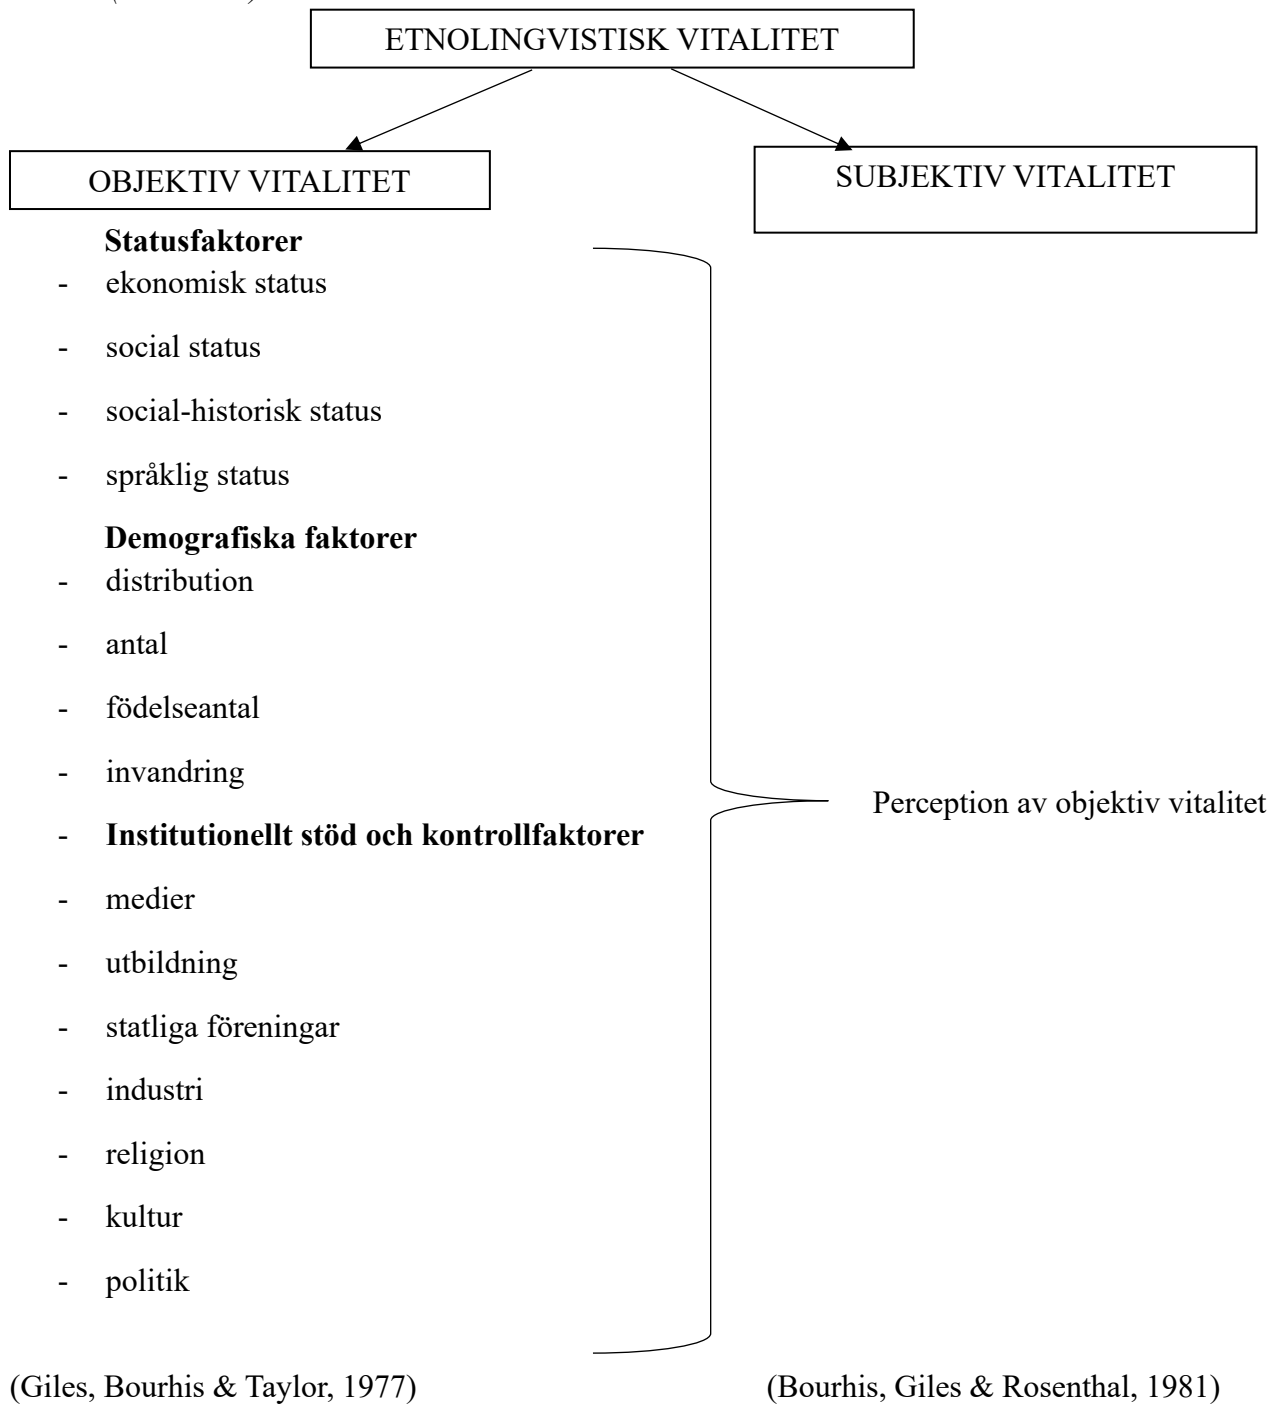 ETNOLINGVISTISK VITALITET
OBJEKTIV VITALITET
SUBJEKTIV VITALITET
Statusfaktorer
- ekonomisk status
- social status
- social-historisk status
- språklig status
Demografiska faktorer
- distribution
- antal
- födelseantal
- invandring
- Institutionellt stöd och kontrollfaktorer
- medier
- utbildning
- statliga föreningar
- industri
- religion
- kultur
- politik
Perception av objektiv vitalitet
(Giles, Bourhis & Taylor, 1977)
(Bourhis, Giles & Rosenthal, 1981)